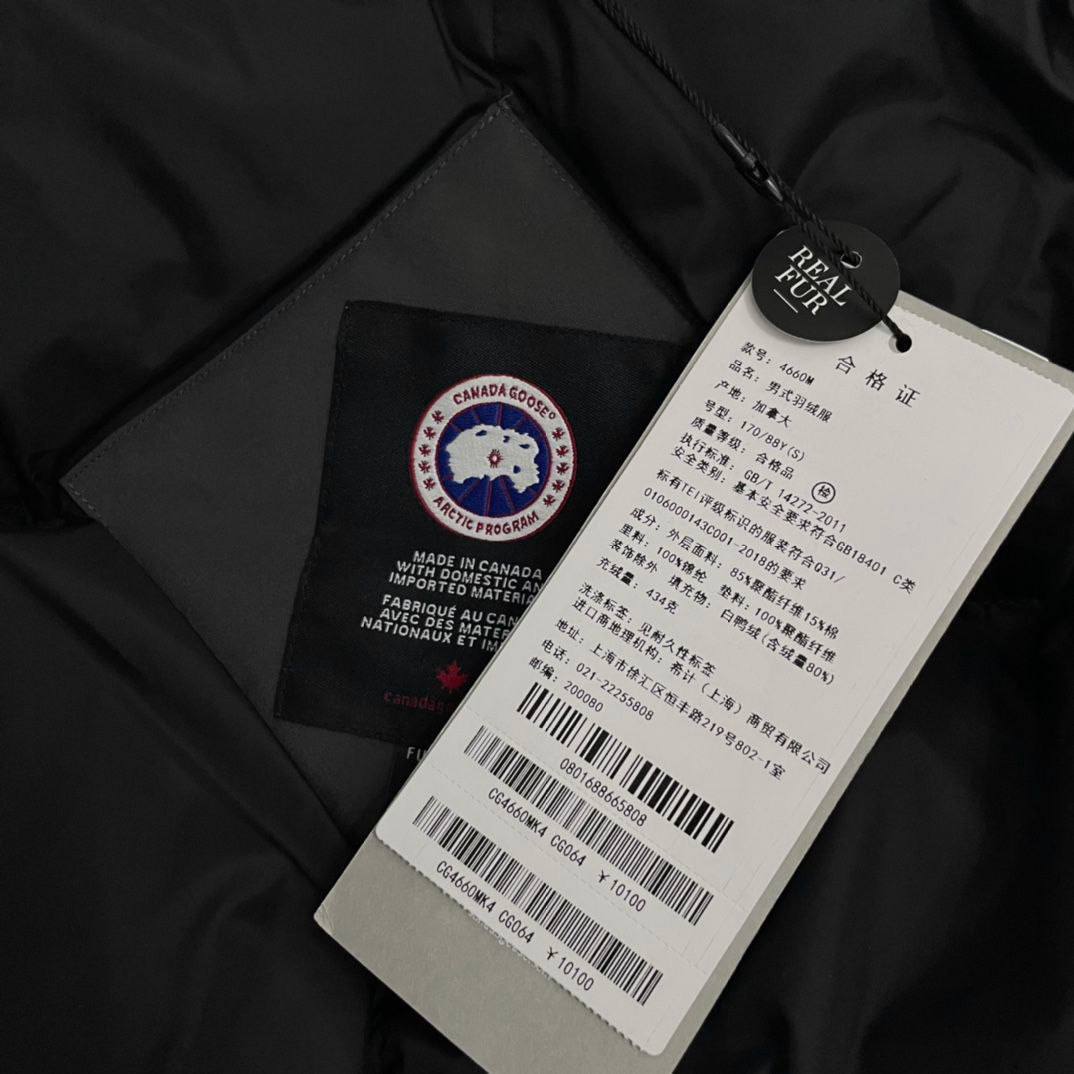 CANADA GOOSE
ARCTIC PROGRAM
MADE IN CANADA
WITH DOMESTIC AN
IMPORTED MATERIA
FABRIQUÉ AU CAN
AVEC DES MATER
NATIONAUX ET IM
canadag
FU
REAL
FUR
合格证
款号: 4660M
品名: 男式羽绒服
产地: 加拿大
号型: 170/88Y(S)
质量等级: 合格品 检
执行标准: GB/T 14272-2011
安全类别: 基本安全要求符合GB18401 C类
标有TEI评级标识的服装符合Q31/
0106000143C001-2018的要求
成分: 外层面料: 85%聚酯纤维15%棉
里料: 100%锦纶 垫料: 100%聚酯纤维
装饰除外 填充物: 白鸭绒(含绒量80%)
充绒量: 434克
洗涤标签: 见耐久性标签
进口商地理机构: 希计 (上海) 商贸有限公司
地址: 上海市徐汇区恒丰路219号802-1室
电话: 021-22255808
邮编: 200080
0801688665808
CG4660MK4 CG064 ¥10100
CG4660MK4 CG064 ¥10100